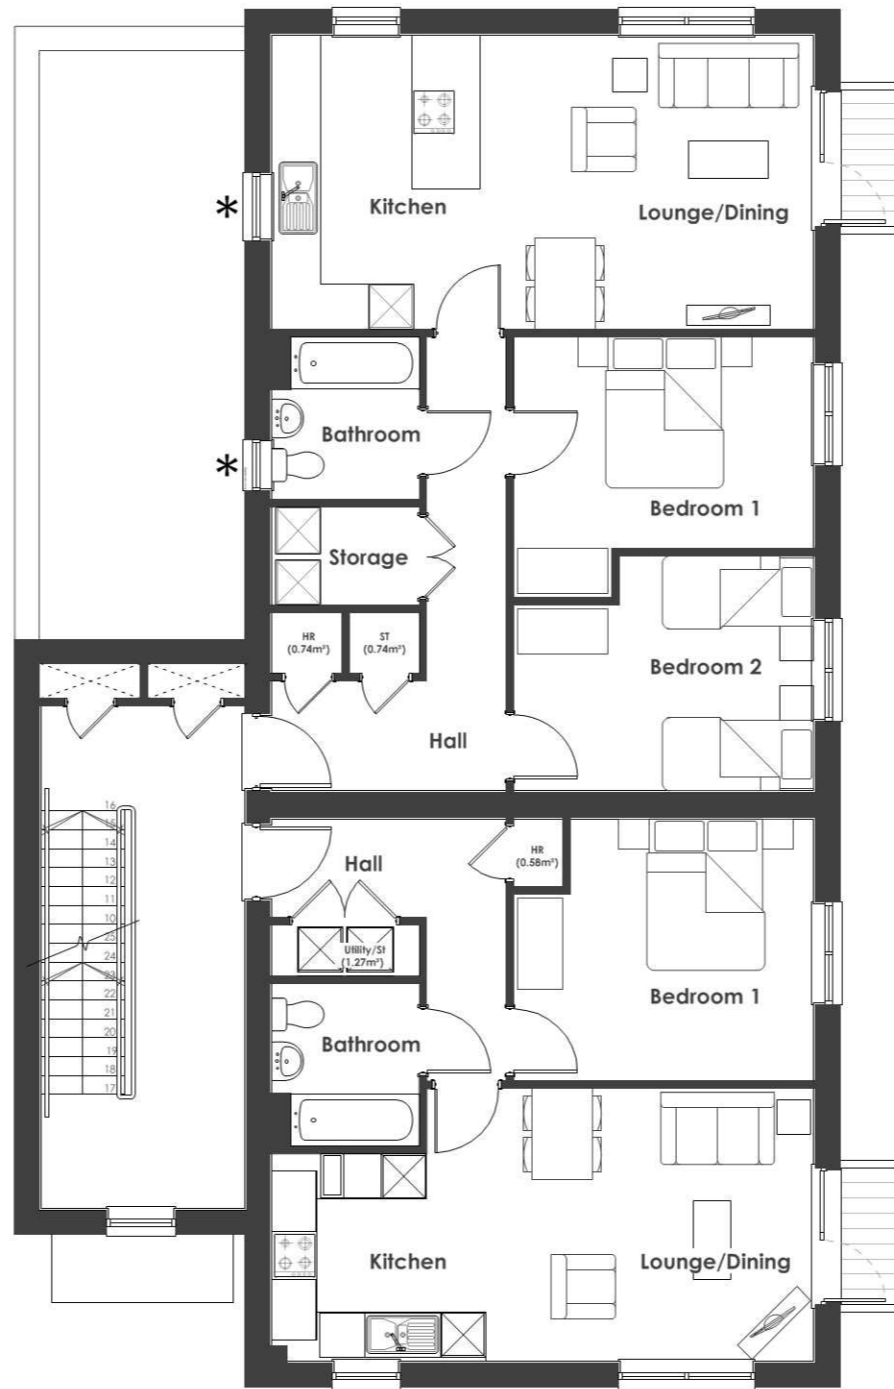 Kitchen
Lounge/Dining
*
Bathroom
*
Bedroom 1
Storage
HR
(0.74m²)
ST
(0.74m²)
Bedroom 2
Hall
16
15
14
13
12
11
10
25
24
23
22
21
20
19
18
17
Hall
HR
(0.58m²)
Utility/St
(1.27m²)
Bedroom 1
Bathroom
Kitchen
Lounge/Dining